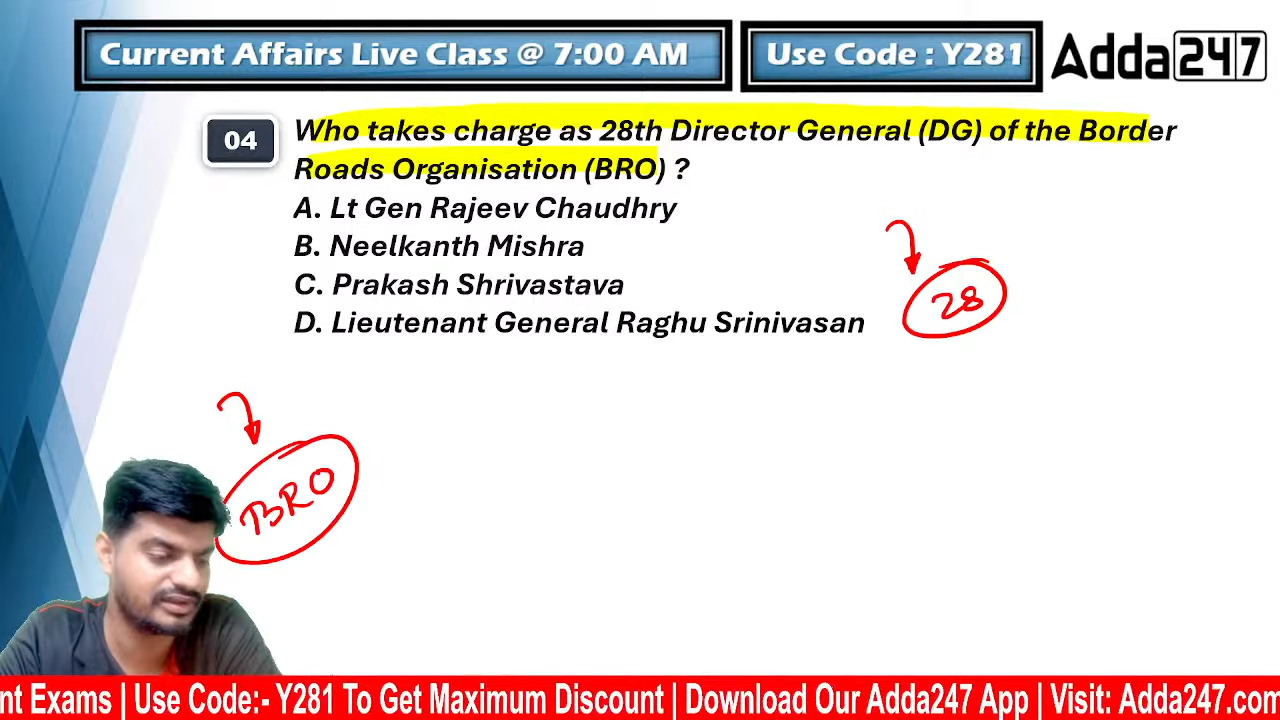 Current Affairs Live Class @ 7:00 AM
Use Code : Y281
Adda247
04
Who takes charge as 28th Director General (DG) of the Border
Roads Organisation (BRO) ?
A. Lt Gen Rajeev Chaudhry
B. Neelkanth Mishra
C. Prakash Shrivastava
D. Lieutenant General Raghu Srinivasan
28
BRO
nt Exams | Use Code:- Y281 To Get Maximum Discount | Download Our Adda247 App | Visit: Adda247.com